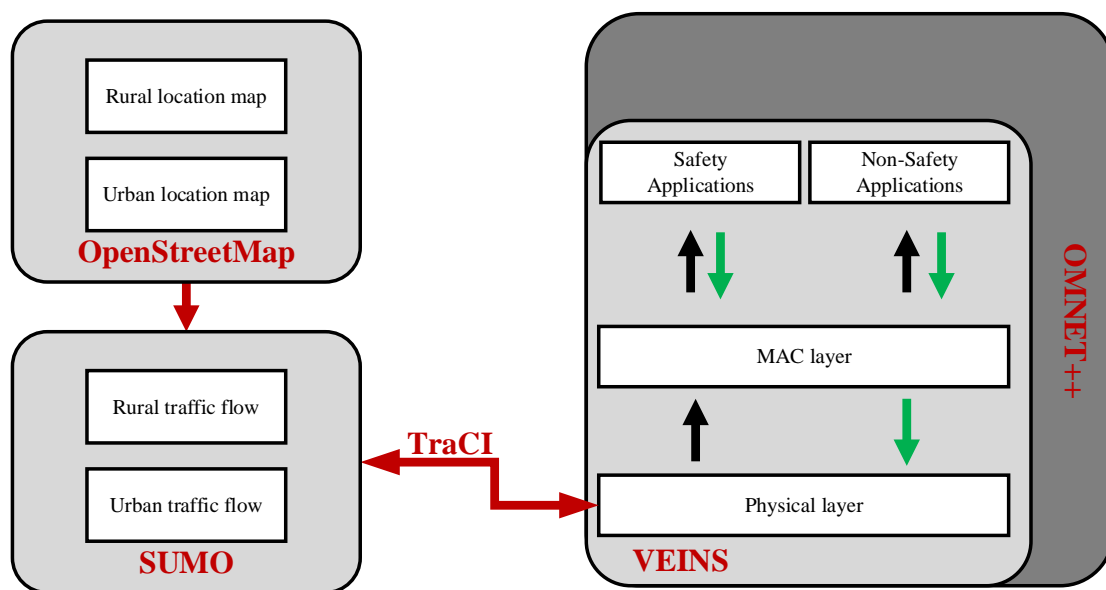 Rural location map
Urban location map
OpenStreetMap
Rural traffic flow
Urban traffic flow
SUMO
TraCI
Safety
Applications
Non-Safety
Applications
MAC layer
Physical layer
VEINS
OMNET++